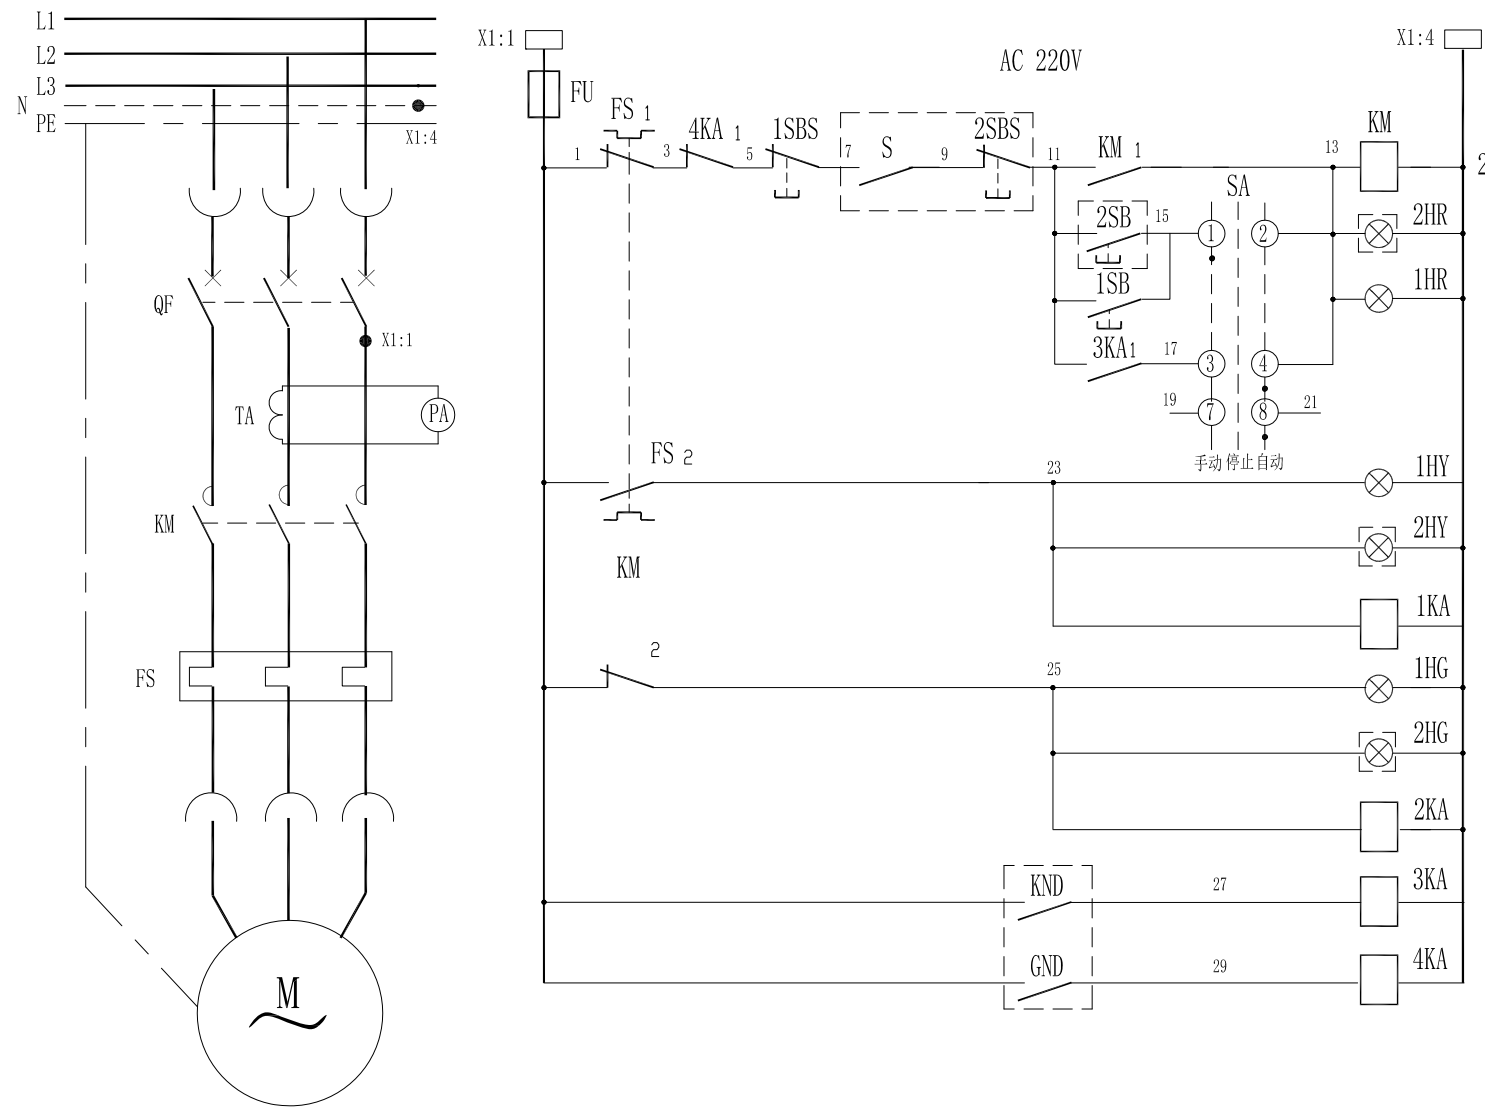 L1
L2
L3
N
PE
X1:4
QF
X1:1
TA
PA
KM
FS
M
X1:1
X1:4
AC 220V
FU
FS 1
4KA 1
1SBS
S
2SBS
KM 1
KM
1
3
5
7
9
11
13
2
SA
2SB
15
1
2
2HR
1SB
1HR
3KA1
17
3
4
19
7
8
21
手动 停止 自动
FS 2
23
1HY
2HY
KM
1KA
2
25
1HG
2HG
2KA
KND
27
3KA
GND
29
4KA